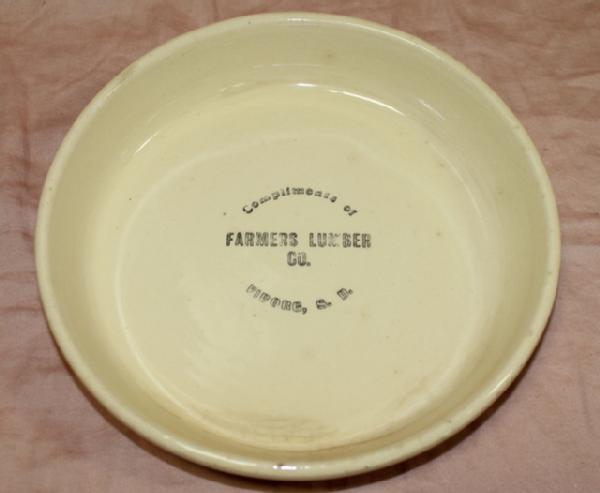 Compliments of
FARMERS LUMBER
CO.
VIBORG, S. D.